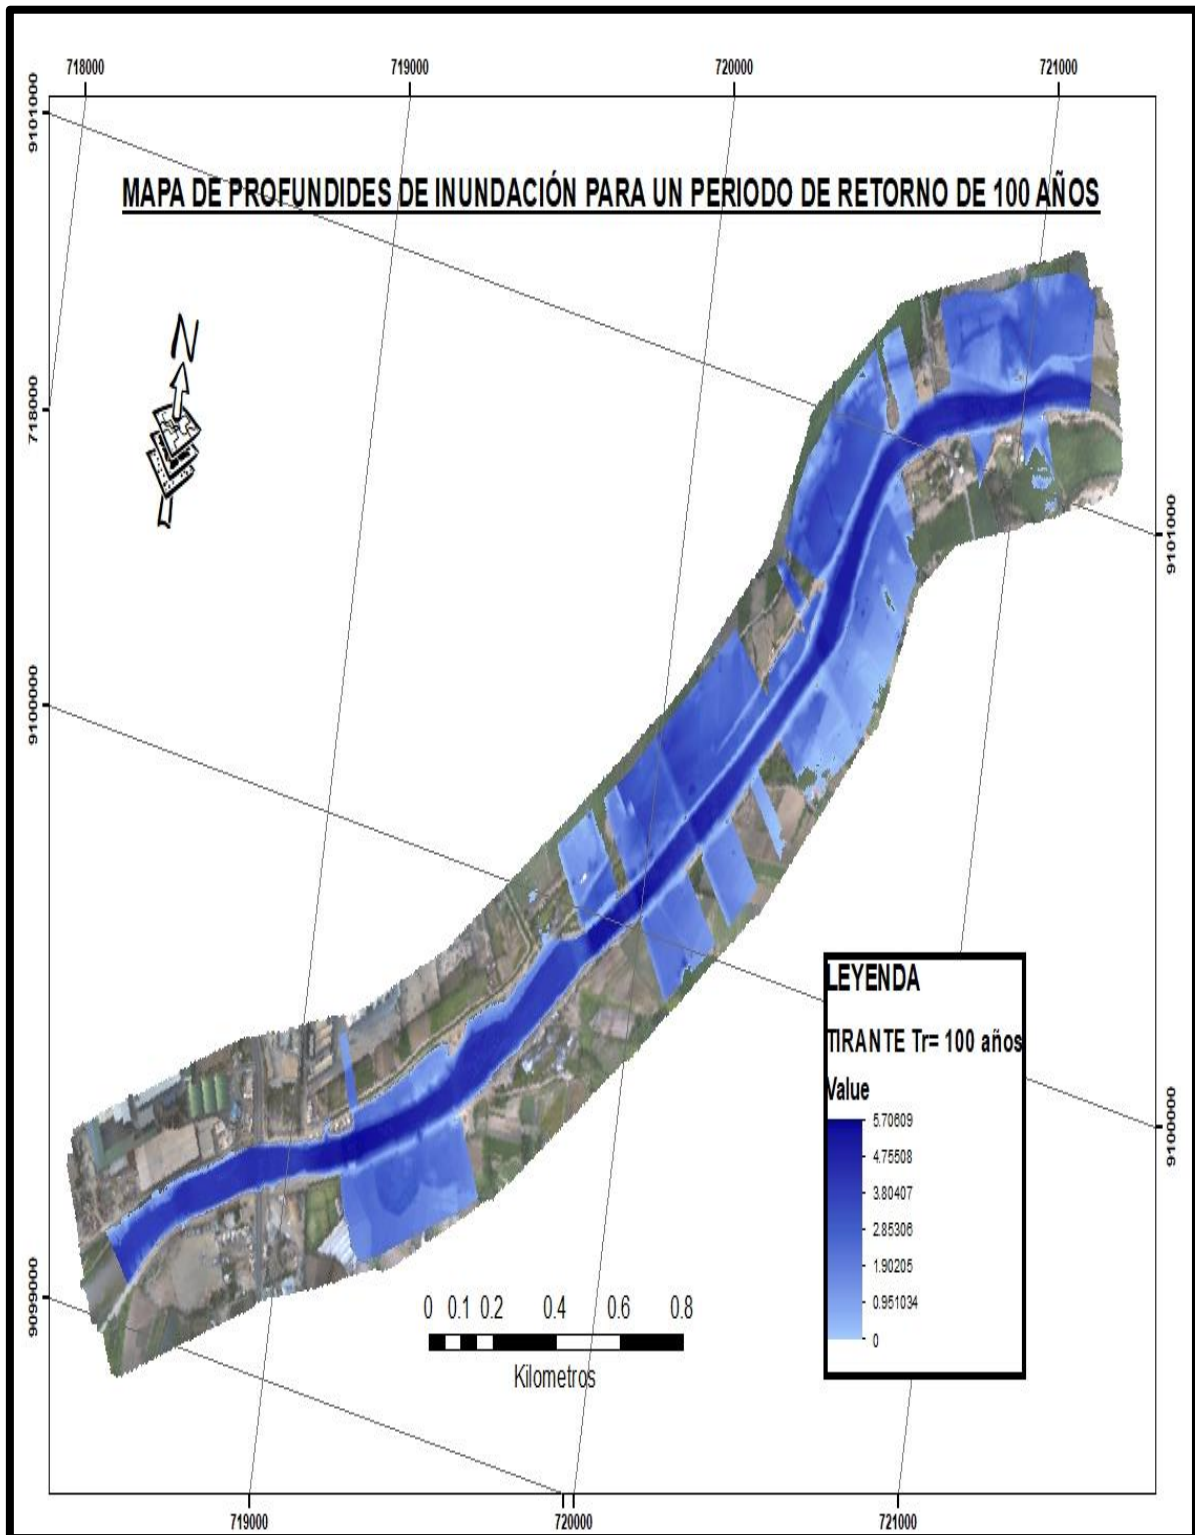 718000 719000 720000 721000
9101000
MAPA DE PROFUNDIDES DE INUNDACIÓN PARA UN PERIODO DE RETORNO DE 100 AÑOS
N
718000
9101000
9100000
LEYENDA
TIRANTE Tr= 100 años
Value
5.70609
4.75508
3.80407
2.85306
1.90205
0.951034
0
9100000
9099000
0 0.1 0.2 0.4 0.6 0.8
Kilometros
719000 720000 721000